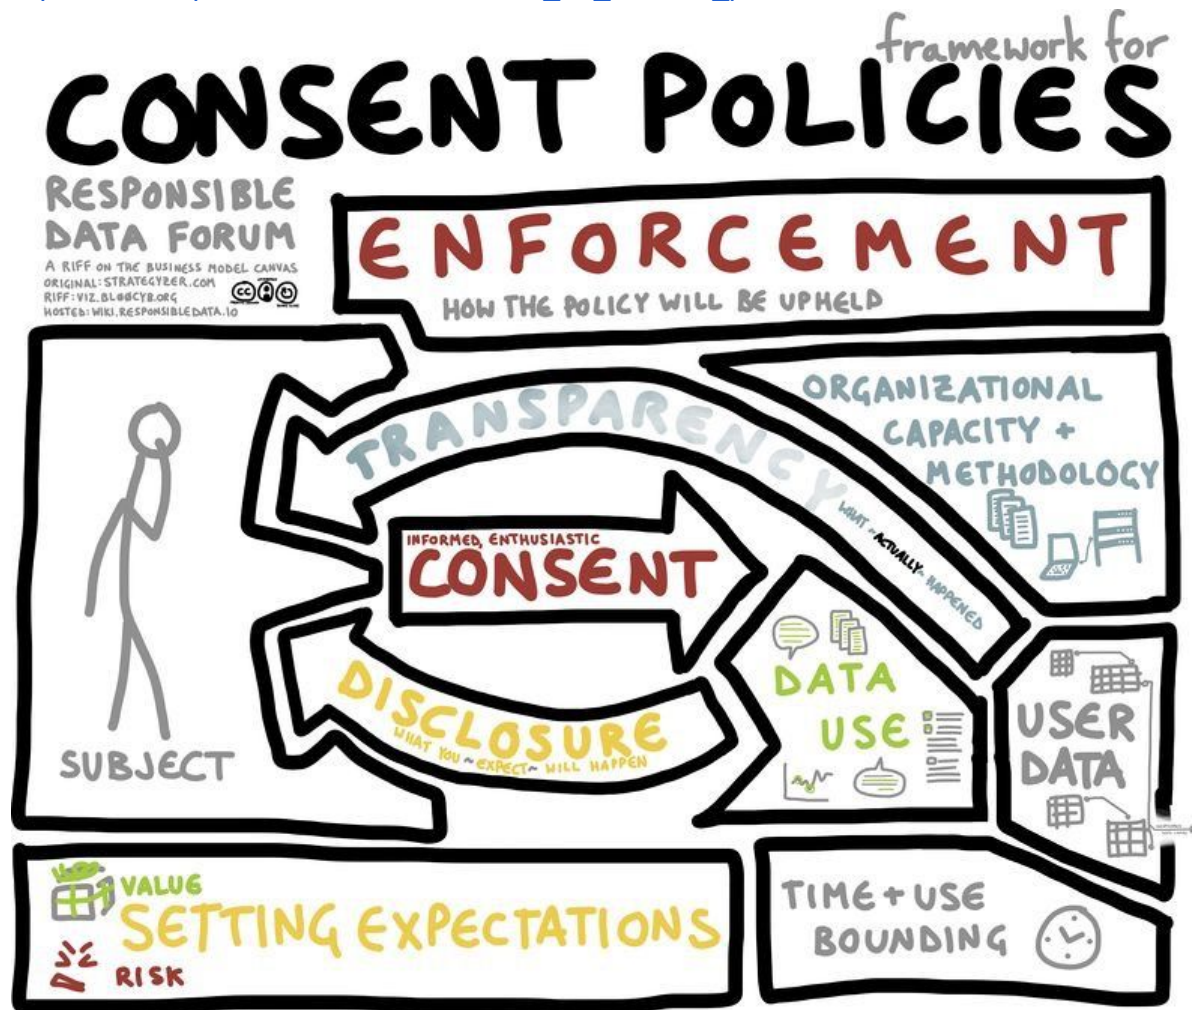 framework for
CONSENT POLICIES
RESPONSIBLE
DATA FORUM
A RIFF ON THE BUSINESS MODEL CANVAS
ORIGINAL: STRATEGYZER.COM
RIFF: VIZ.BL00CYB.ORG
HOSTED: WIKI.RESPONSIBLEDATA.IO
cc
ENFORCEMENT
HOW THE POLICY WILL BE UPHELD
TRANSPARENCY
WHAT ~ACTUALLY~ HAPPENED
ORGANIZATIONAL
CAPACITY +
METHODOLOGY
INFORMED, ENTHUSIASTIC
CONSENT
DISCLOSURE
WHAT YOU ~EXPECT~ WILL HAPPEN
SUBJECT
DATA
USE
USER
DATA
VALUE
SETTING EXPECTATIONS
RISK
TIME + USE
BOUNDING